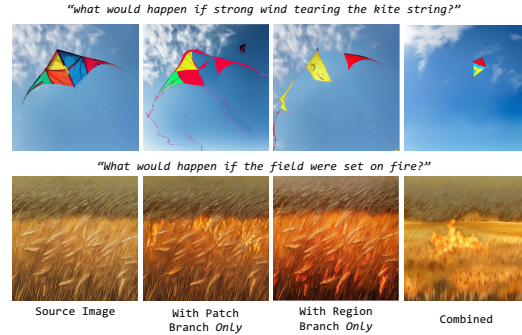 "what would happen if strong wind tearing the kite string?"
"What would happen if the field were set on fire?"
Source Image
With Patch
Branch Only
With Region
Branch Only
Combined